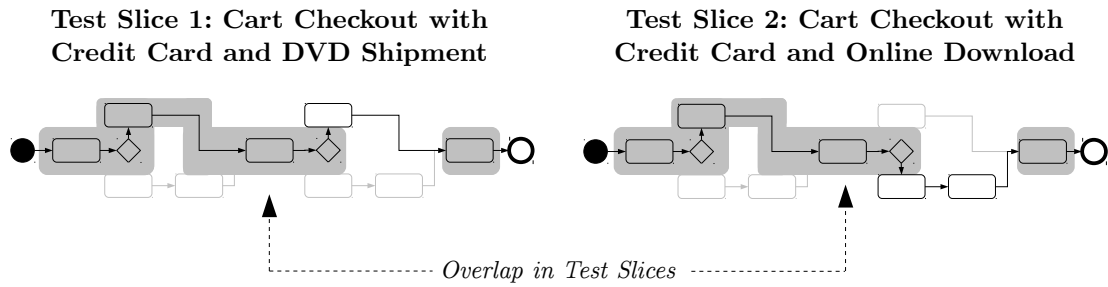 Test Slice 1: Cart Checkout with
Credit Card and DVD Shipment
Test Slice 2: Cart Checkout with
Credit Card and Online Download
Overlap in Test Slices